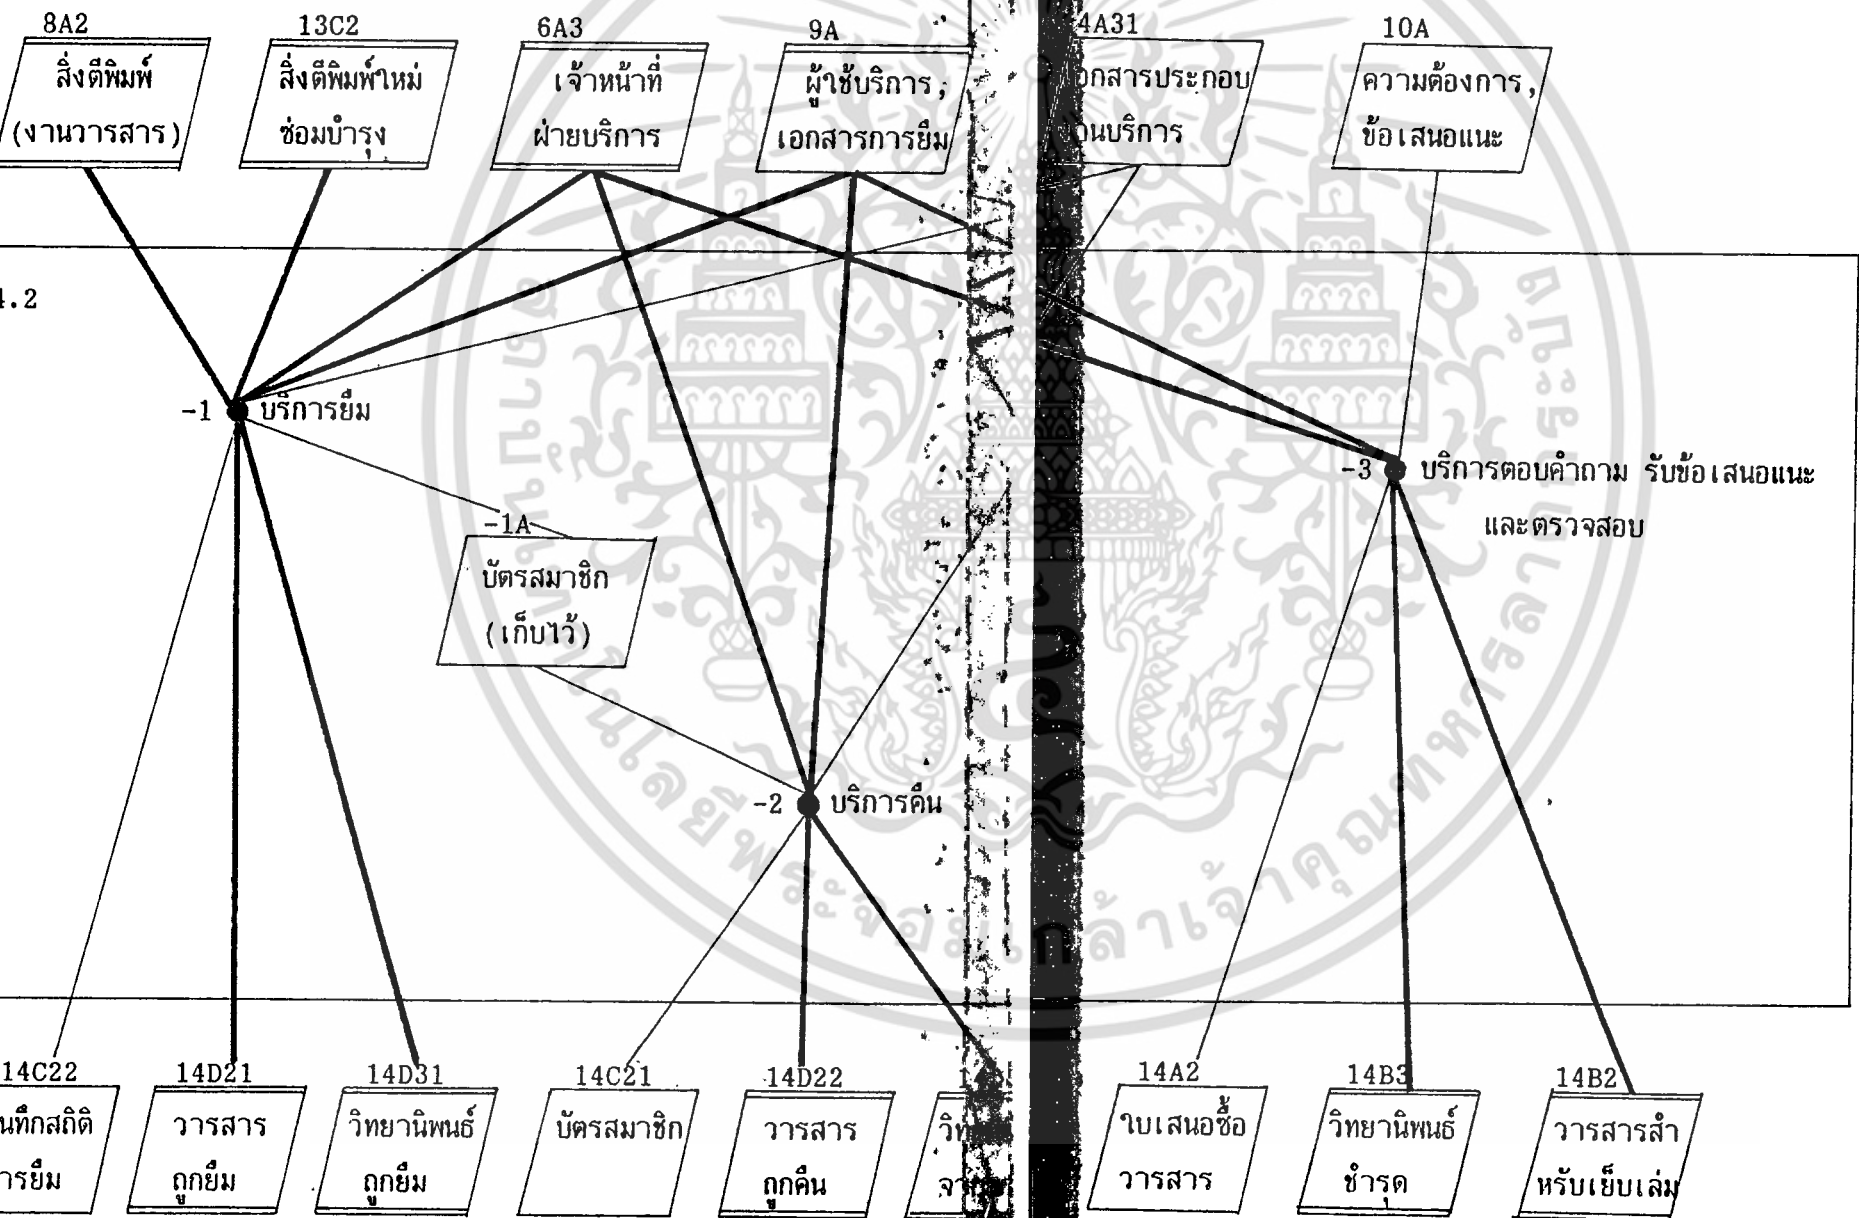 8A2 13C2 6A3 9A 4A31 10A
สิ่งตีพิมพ์ สิ่งตีพิมพ์ใหม่ เจ้าหน้าที่ ผู้ใช้บริการ, อกสารประกอบ ความต้องการ,
(งานวารสาร) ซ่อมบำรุง ฝ่ายบริการ เอกสารการยืม านบริการ ข้อเสนอแนะ
4.2
-1 บริการยืม
-3 บริการตอบคำถาม รับข้อเสนอแนะ
และตรวจสอบ
-1A
บัตรสมาชิก
(เก็บไว้)
-2 บริการคืน
14C22 14D21 14D31 14C21 14D22 14A2 14B3 14B2
นทึกสถิติ วารสาร วิทยานิพนธ์ บัตรสมาชิก วารสาร ใบเสนอซื้อ วิทยานิพนธ์ วารสารสำ
ารยืม ถูกยืม ถูกยืม ถูกคืน วารสาร ชำรุด หรับเย็บเล่ม